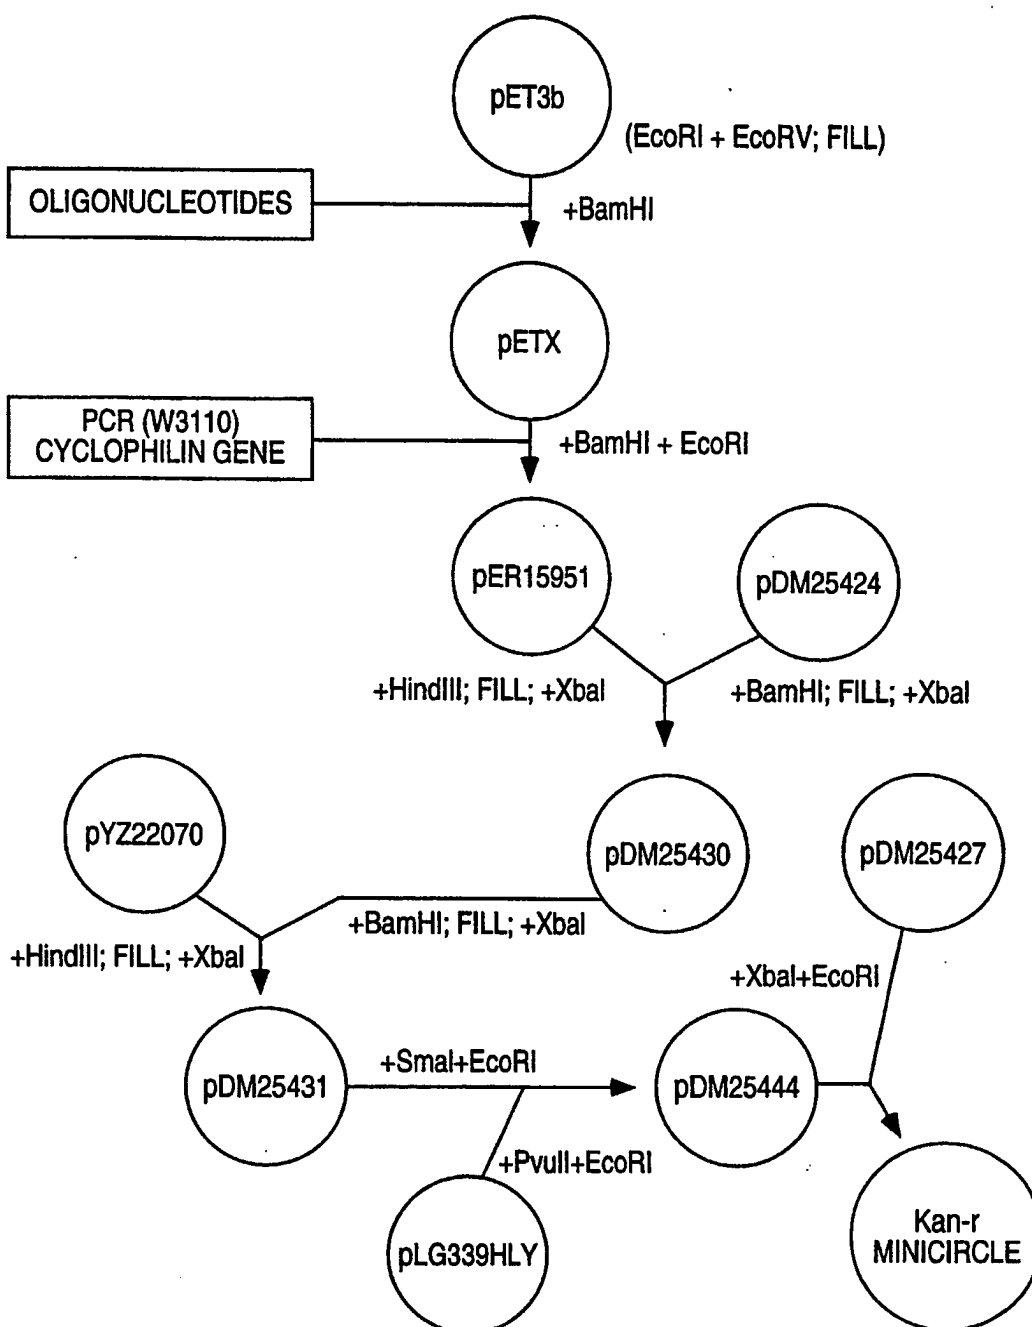 pET3b
(EcoRI + EcoRV; FILL)
OLIGONUCLEOTIDES
+BamHI
pETX
PCR (W3110)
CYCLOPHILIN GENE
+BamHI + EcoRI
pER15951
pDM25424
+HindIII; FILL; +XbaI
+BamHI; FILL; +XbaI
pYZ22070
pDM25430
pDM25427
+BamHI; FILL; +XbaI
+HindIII; FILL; +XbaI
+XbaI+EcoRI
pDM25431
+SmaI+EcoRI
pDM25444
+PvuII+EcoRI
pLG339HLY
Kan-r
MINICIRCLE